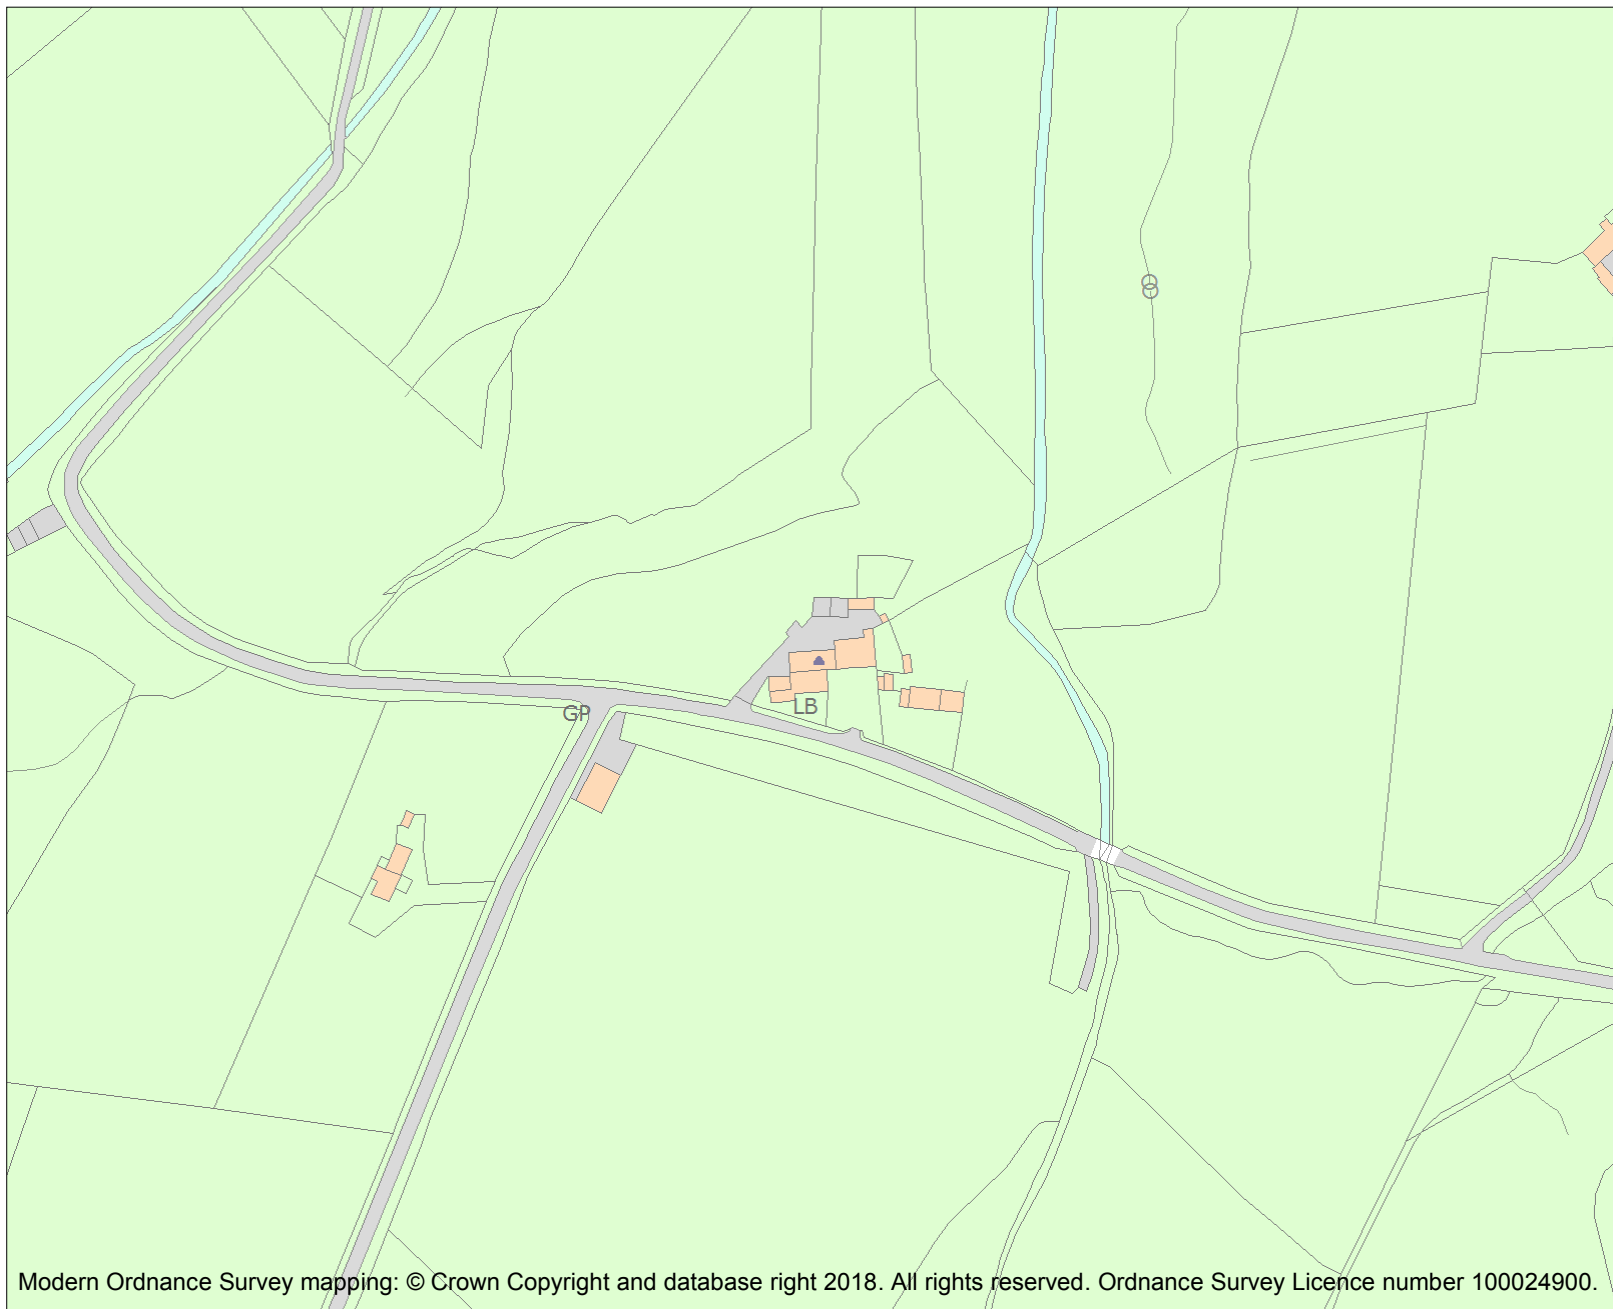 GP
LB
Modern Ordnance Survey mapping: © Crown Copyright and database right 2018. All rights reserved. Ordnance Survey Licence number 100024900.